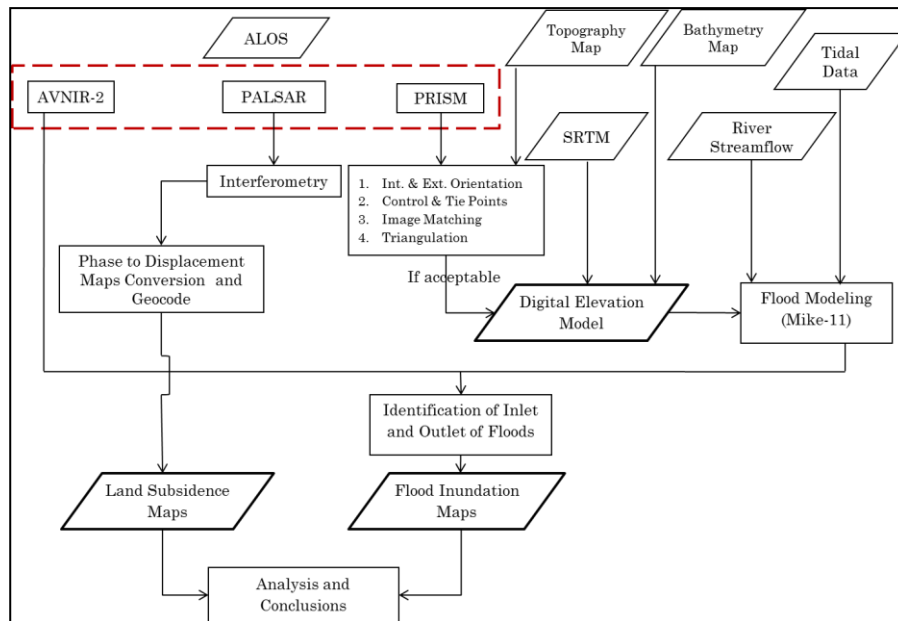 ALOS
Topography
Map
Bathymetry
Map
Tidal
Data
AVNIR-2
PALSAR
PRISM
SRTM
River
Streamflow
Interferometry
1. Int. & Ext. Orientation
2. Control & Tie Points
3. Image Matching
4. Triangulation
Phase to Displacement
Maps Conversion and
Geocode
If acceptable
Digital Elevation
Model
Flood Modeling
(Mike-11)
Identification of Inlet
and Outlet of Floods
Land Subsidence
Maps
Flood Inundation
Maps
Analysis and
Conclusions